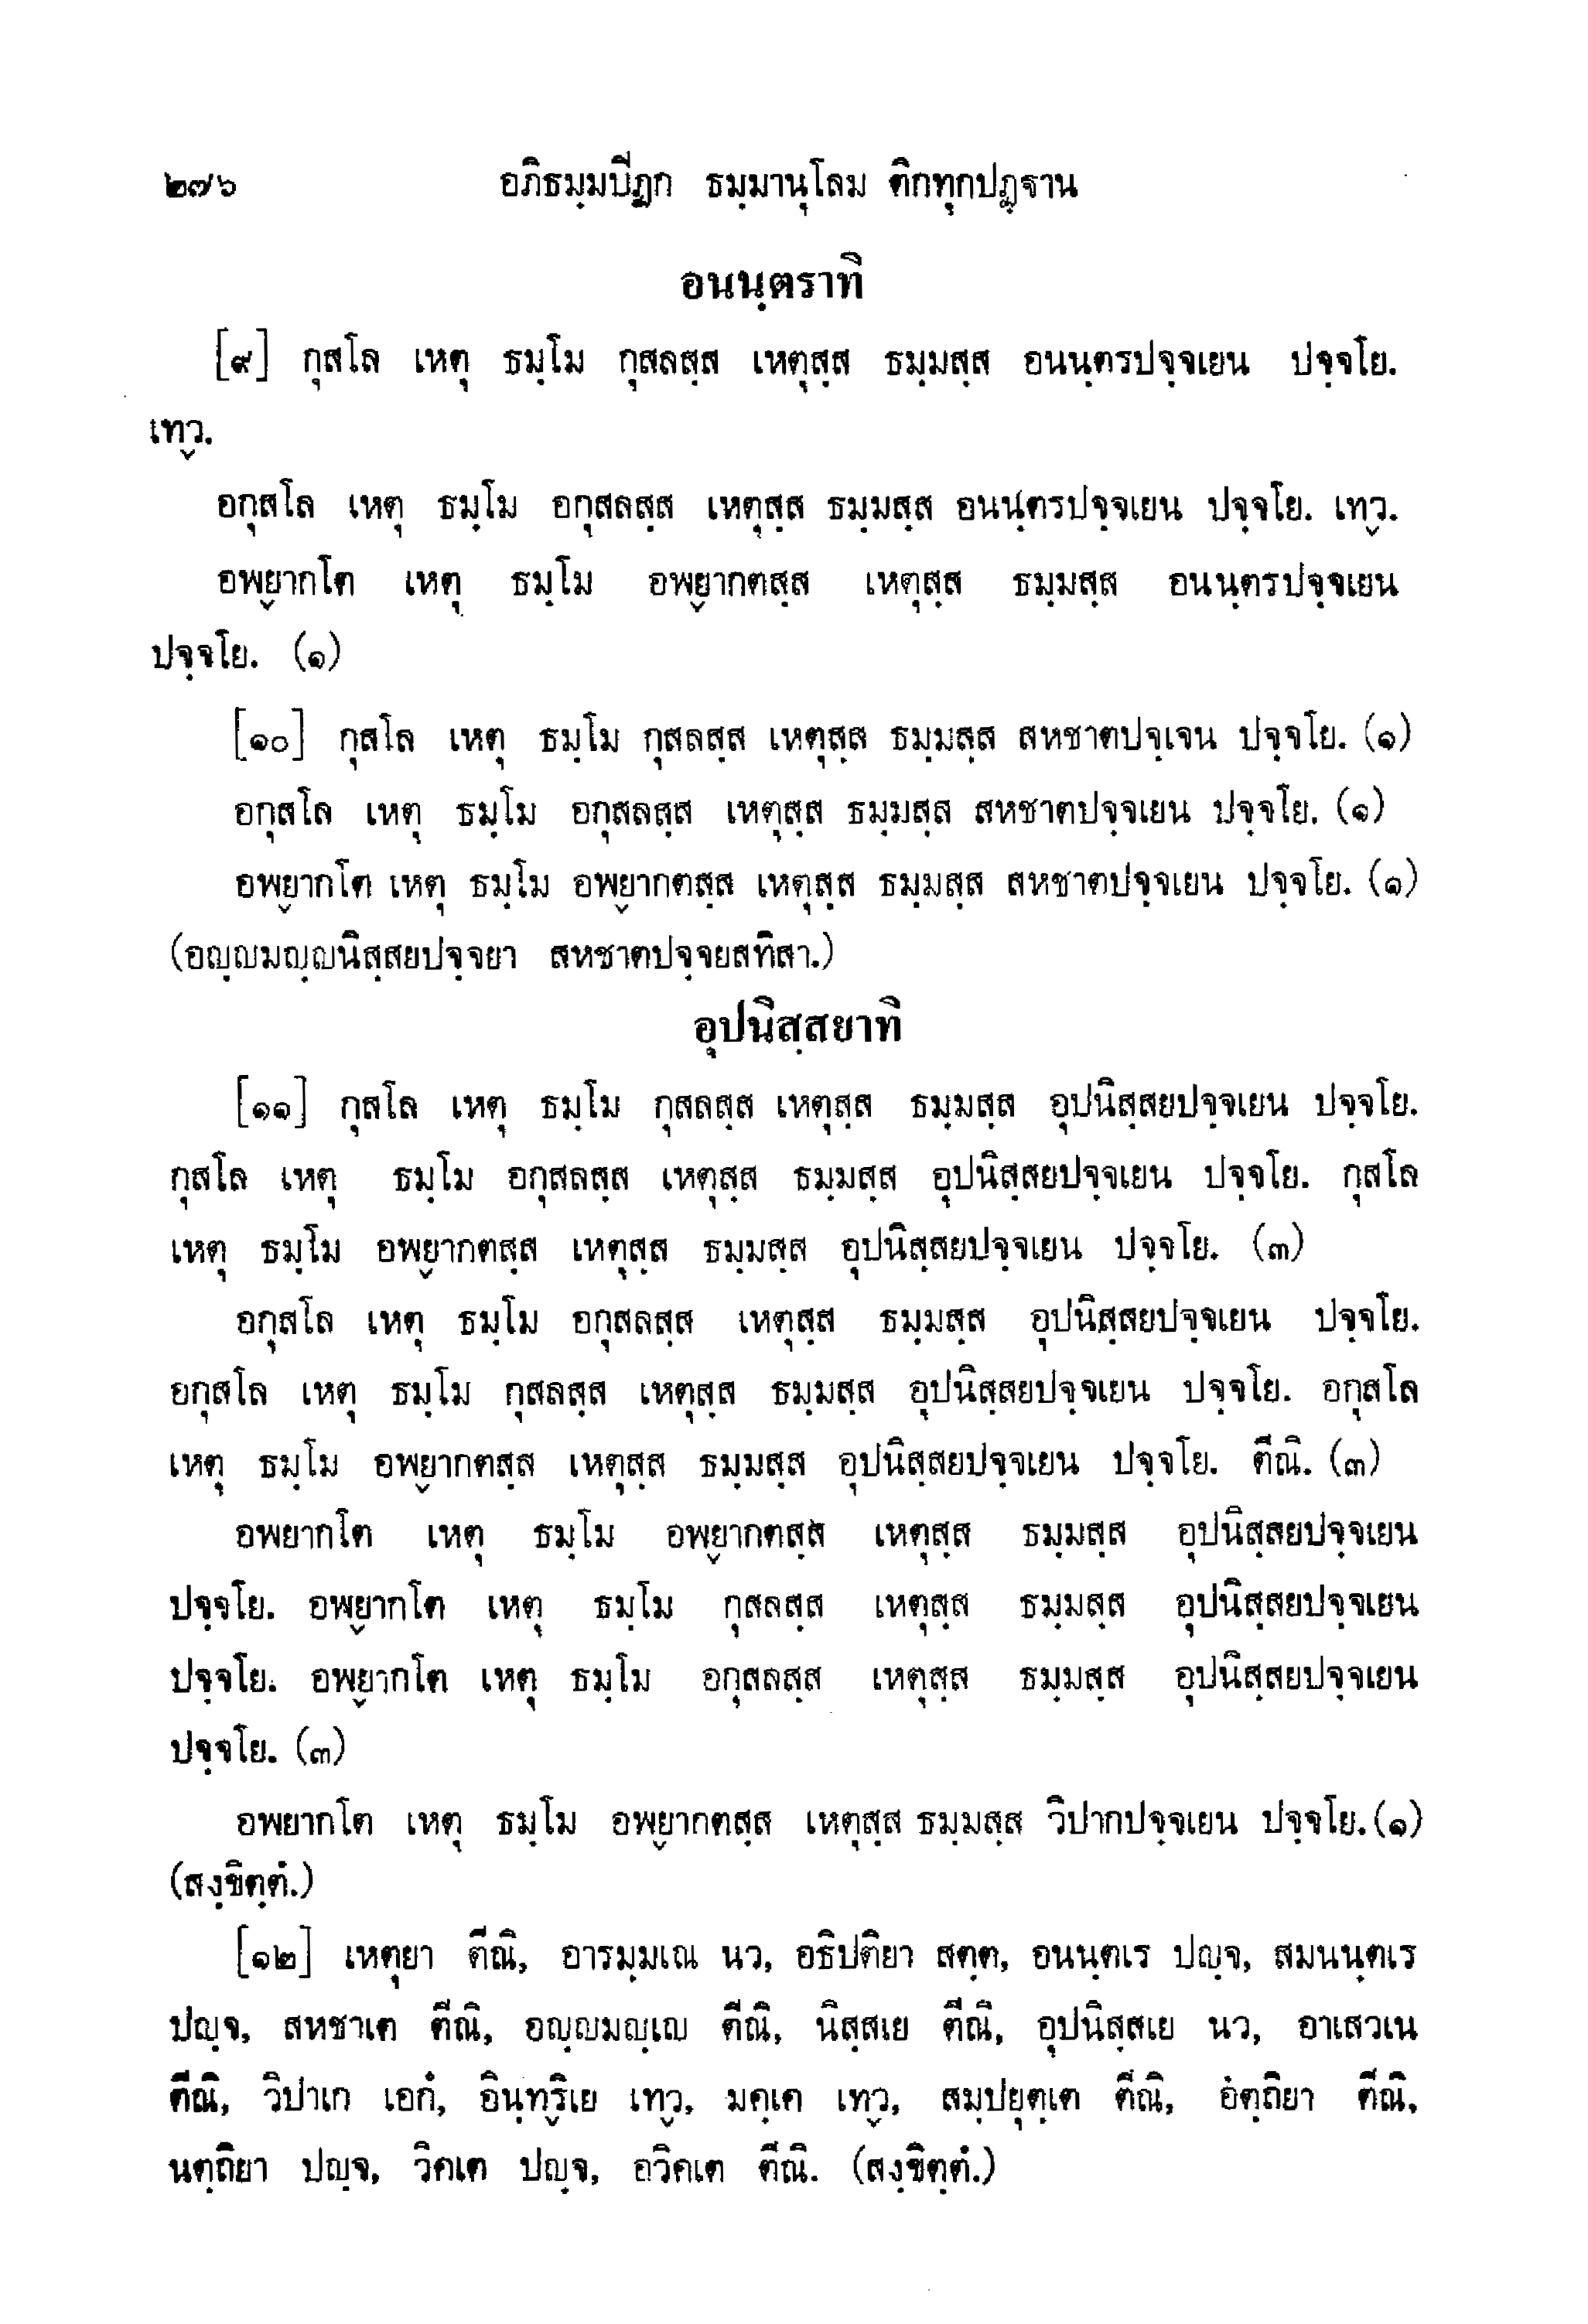 ๒๗๖ อภิธมฺมปีฏก ธมฺมานุโลม ติกทุกปฏฺฐาน
อนนฺตราทิ
[๙] กุสโล เหตุ ธมฺโม กุสลสฺส เหตุสฺส ธมฺมสฺส อนนฺตรปจฺจเยน ปจฺจโย.
เทฺว.
อกุสโล เหตุ ธมฺโม อกุสลสฺส เหตุสฺส ธมฺมสฺส อนนฺตรปจฺจเยน ปจฺจโย. เทฺว.
อพฺยากโต เหตุ ธมฺโม อพฺยากตสฺส เหตุสฺส ธมฺมสฺส อนนฺตรปจฺจเยน
ปจฺจโย. (๑)
[๑๐] กุสโล เหตุ ธมฺโม กุสลสฺส เหตุสฺส ธมฺมสฺส สหชาตปจฺเจน ปจฺจโย. (๑)
อกุสโล เหตุ ธมฺโม อกุสลสฺส เหตุสฺส ธมฺมสฺส สหชาตปจฺจเยน ปจฺจโย. (๑)
อพฺยากโต เหตุ ธมฺโม อพฺยากตสฺส เหตุสฺส ธมฺมสฺส สหชาตปจฺจเยน ปจฺจโย. (๑)
(อญฺญมญฺญนิสฺสยปจฺจยา สหชาตปจฺจยสทิสา.)
อุปนิสฺสยาทิ
[๑๑] กุสโล เหตุ ธมฺโม กุสลสฺส เหตุสฺส ธมฺมสฺส อุปนิสฺสยปจฺจเยน ปจฺจโย.
กุสโล เหตุ ธมฺโม อกุสลสฺส เหตุสฺส ธมฺมสฺส อุปนิสฺสยปจฺจเยน ปจฺจโย. กุสโล
เหตุ ธมฺโม อพฺยากตสฺส เหตุสฺส ธมฺมสฺส อุปนิสฺสยปจฺจเยน ปจฺจโย. (๓)
อกุสโล เหตุ ธมฺโม อกุสลสฺส เหตุสฺส ธมฺมสฺส อุปนิสฺสยปจฺจเยน ปจฺจโย.
อกุสโล เหตุ ธมฺโม กุสลสฺส เหตุสฺส ธมฺมสฺส อุปนิสฺสยปจฺจเยน ปจฺจโย. อกุสโล
เหตุ ธมฺโม อพฺยากตสฺส เหตุสฺส ธมฺมสฺส อุปนิสฺสยปจฺจเยน ปจฺจโย. ตีณิ. (๓)
อพยากโต เหตุ ธมฺโม อพฺยากตสฺส เหตุสฺส ธมฺมสฺส อุปนิสฺสยปจฺจเยน
ปจฺจโย. อพฺยากโต เหตุ ธมฺโม กุสลสฺส เหตุสฺส ธมฺมสฺส อุปนิสฺสยปจฺจเยน
ปจฺจโย. อพฺยากโต เหตุ ธมฺโม อกุสลสฺส เหตุสฺส ธมฺมสฺส อุปนิสฺสยปจฺจเยน
ปจฺจโย. (๓)
อพยากโต เหตุ ธมฺโม อพฺยากตสฺส เหตุสฺส ธมฺมสฺส วิปากปจฺจเยน ปจฺจโย.(๑)
(สงฺขิตฺตํ.)
[๑๒] เหตุยา ตีณิ, อารมฺมเณ นว, อธิปติยา สตฺต, อนนฺตเร ปญฺจ, สมนนฺตเร
ปญฺจ, สหชาเต ตีณิ, อญฺญมญฺเญ ตีณิ, นิสฺสเย ตีณิ, อุปนิสฺสเย นว, อาเสวเน
ตีณิ, วิปาเก เอกํ, อินฺทฺริเย เทฺว, มคฺเค เทฺว, สมฺปยุตฺเต ตีณิ, อํตฺถิยา ตีณิ,
นตฺถิยา ปญฺจ, วิคเต ปญฺจ, อวิคเต ตีณิ. (สงฺขิตฺตํ.)